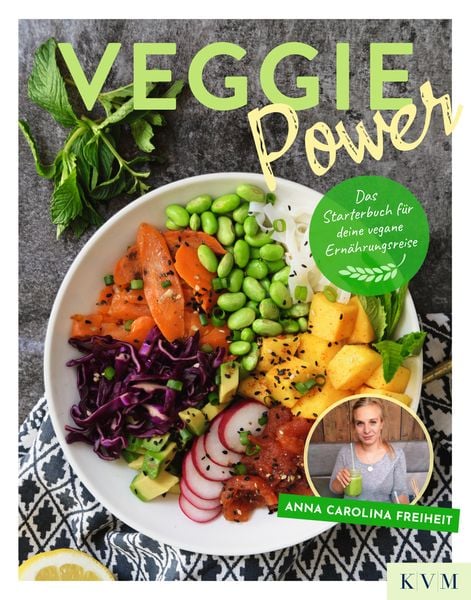 VEGGIE
Power
Das
Starterbuch für
deine vegane
Ernährungsreise
ANNA CAROLINA FREIHEIT
KVM